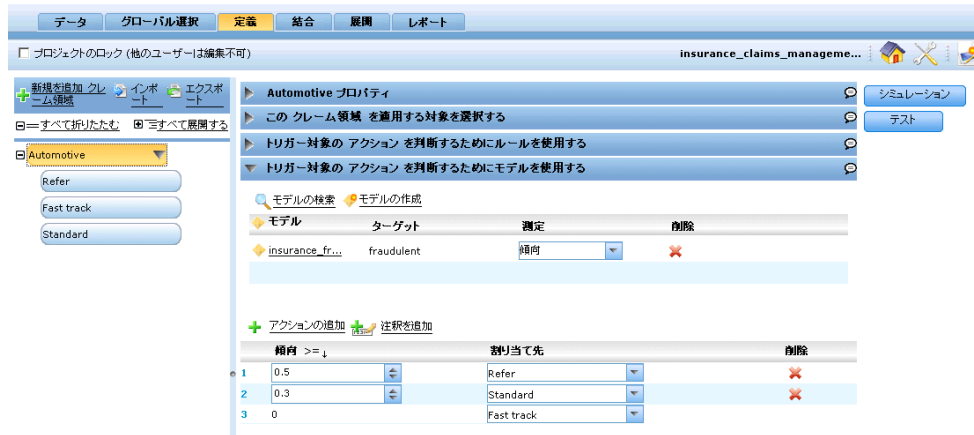 データ グローバル選択 定義 結合 展開 レポート
プロジェクトのロック (他のユーザーは編集不可) insurance_claims_manageme...
新規を追加 クレーム領域 インポート エクスポート
すべて折りたたむ すべて展開する
Automotive
Refer
Fast track
Standard
Automotive プロパティ
この クレーム領域 を適用する対象を選択する
トリガー対象の アクション を判断するためにルールを使用する
トリガー対象の アクション を判断するためにモデルを使用する
モデルの検索 モデルの作成
モデル ターゲット 測定 削除
insurance_fr... fraudulent 傾向
アクションの追加 注釈を追加
傾向 >=↓ 割り当て先 削除
1 0.5 Refer
2 0.3 Standard
3 0 Fast track
シミュレーション
テスト